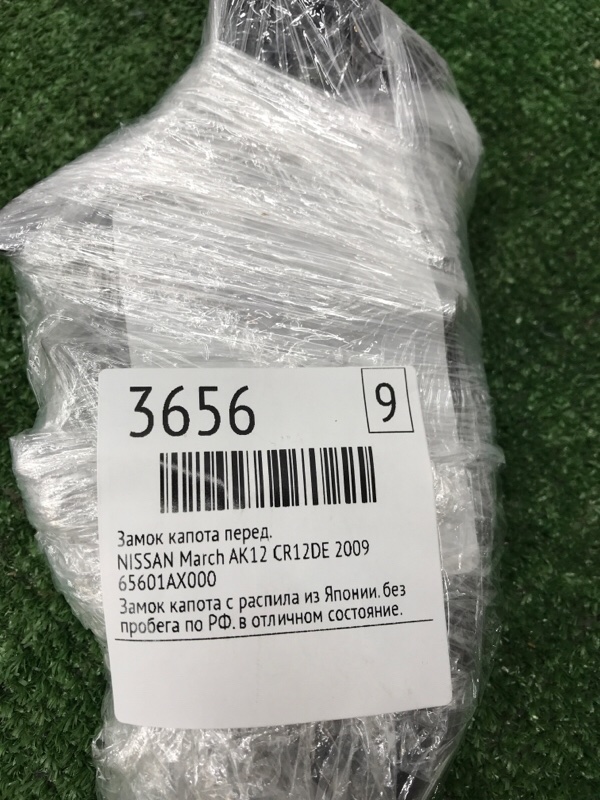 3656
9
Замок капота перед.
NISSAN March AK12 CR12DE 2009
65601AX000
Замок капота с распила из Японии. без
пробега по РФ. в отличном состояние.